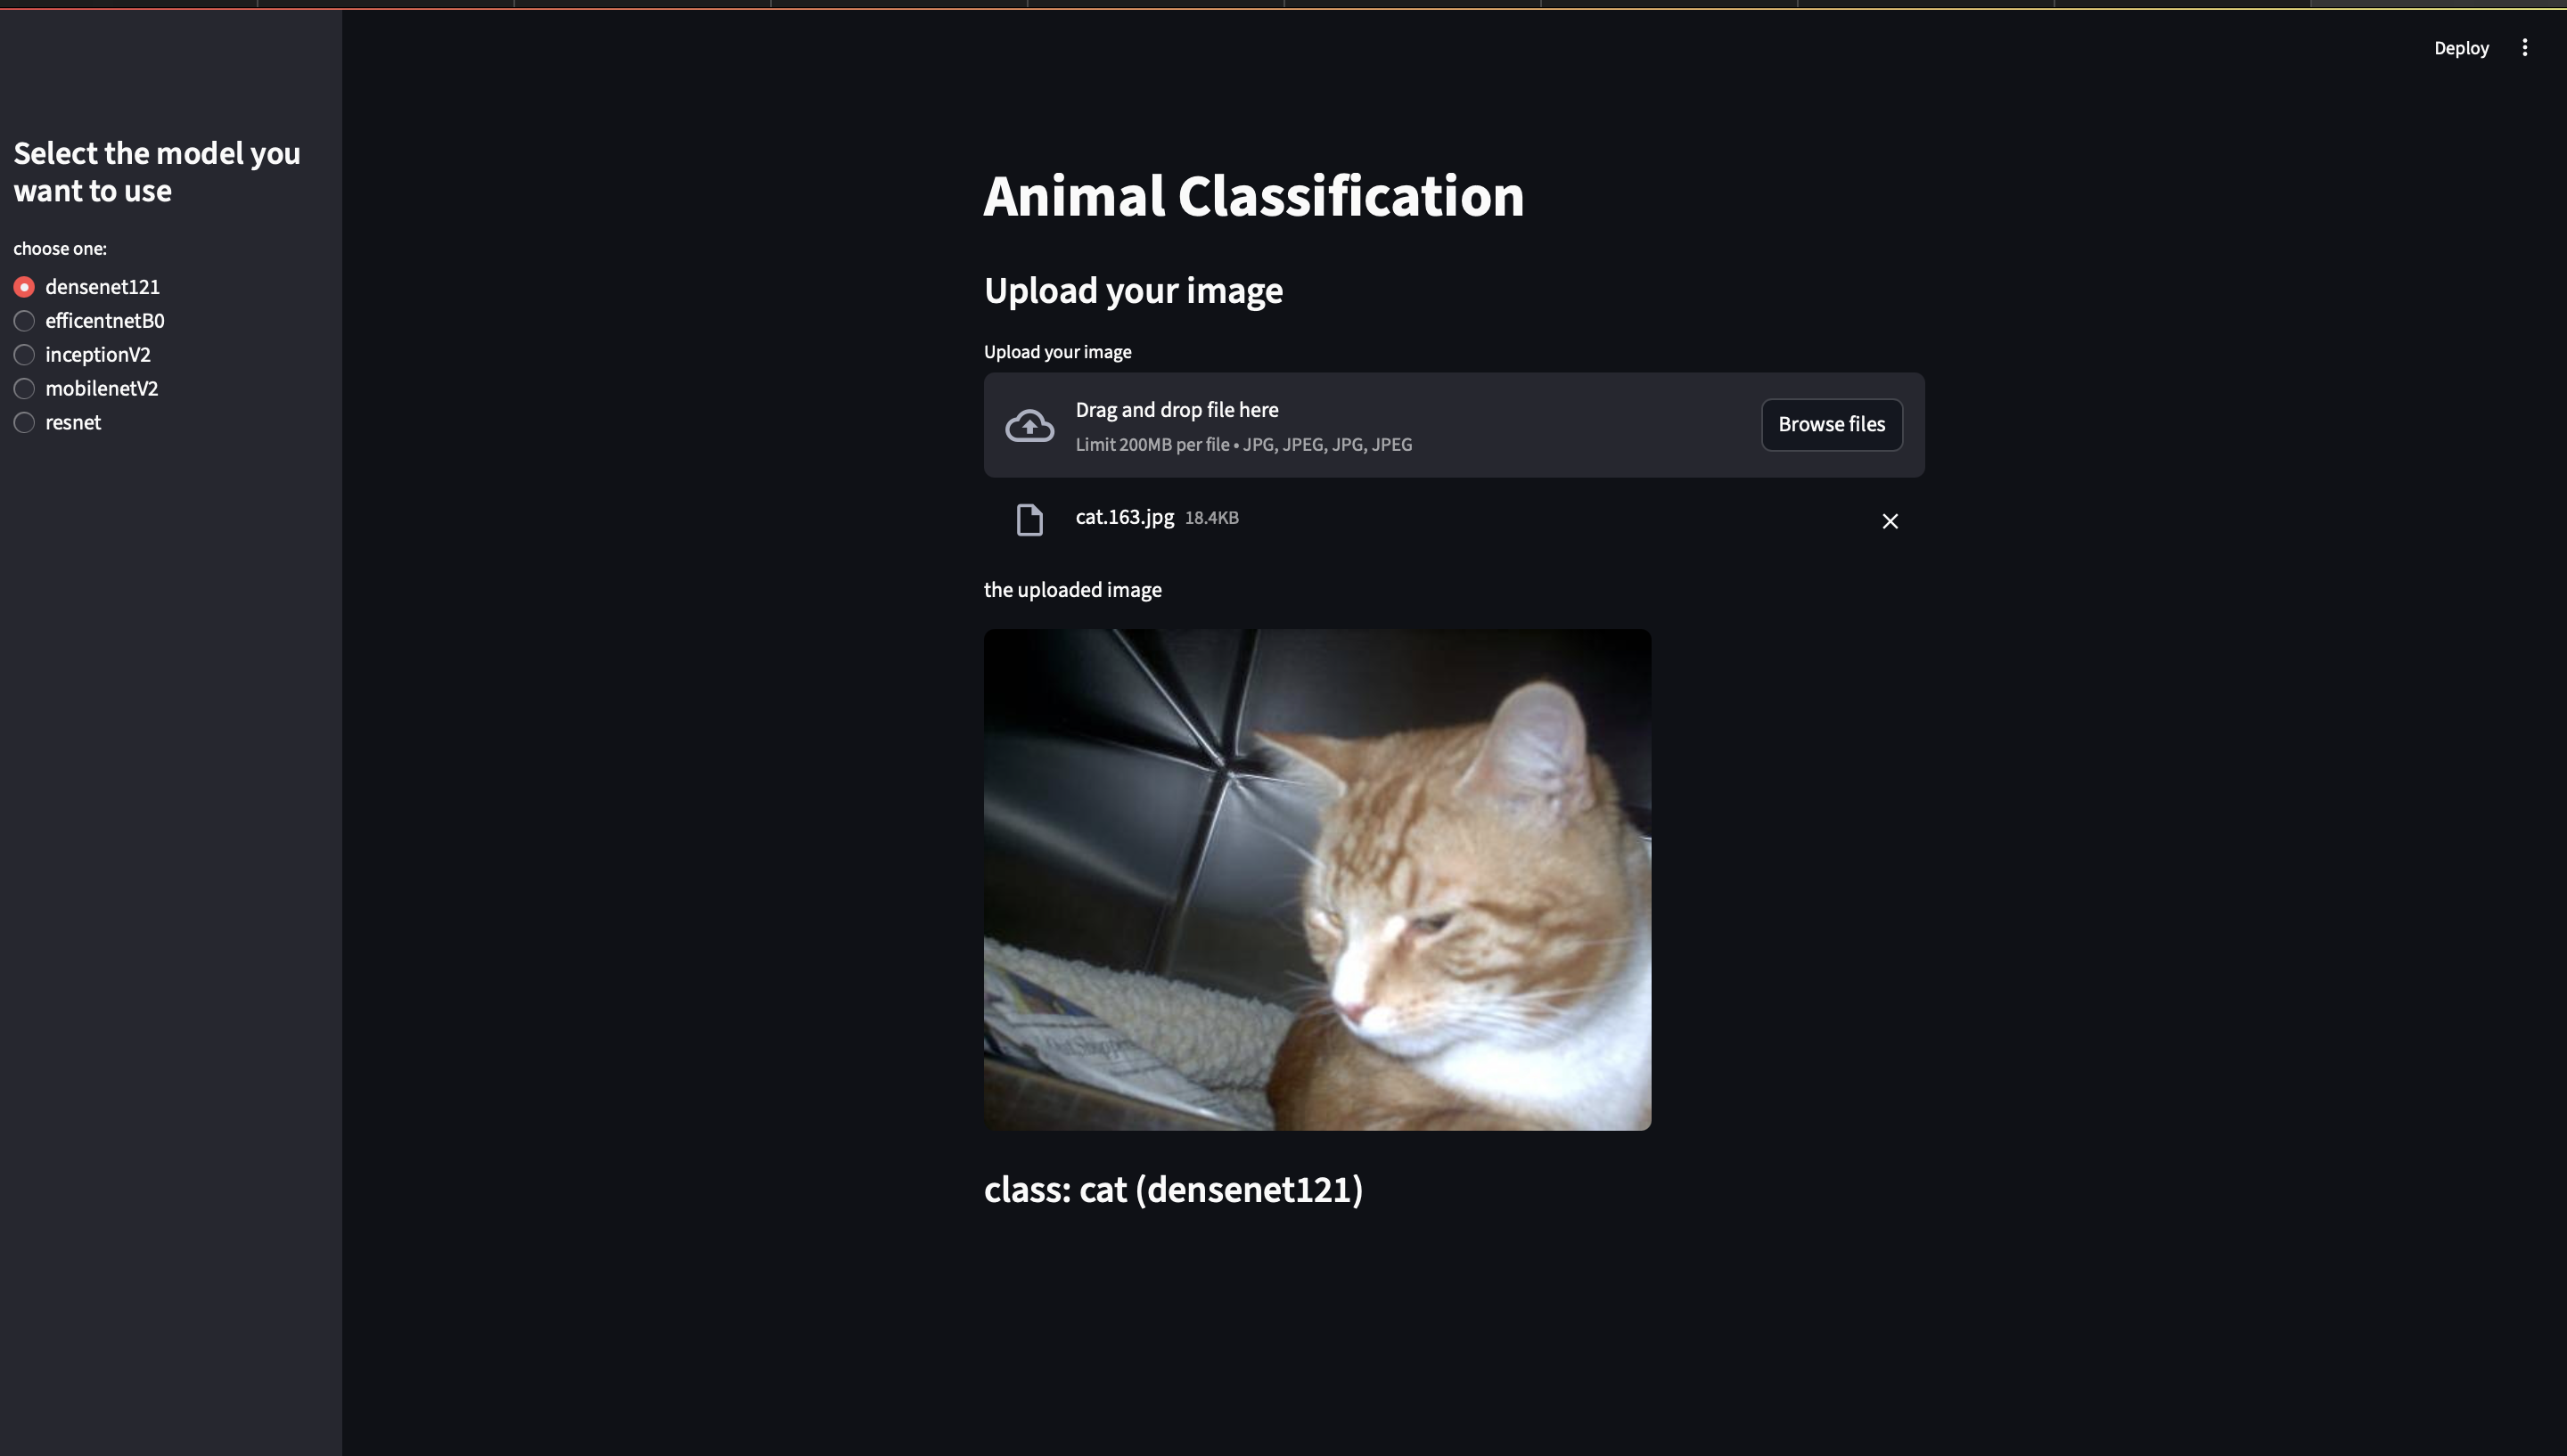 Deploy
Select the model you
want to use
choose one:
densenet121
efficentnetB0
inceptionV2
mobilenetV2
resnet
Animal Classification
Upload your image
Upload your image
Drag and drop file here
Limit 200MB per file • JPG, JPEG, JPG, JPEG
Browse files
cat.163.jpg 18.4KB
the uploaded image
class: cat (densenet121)